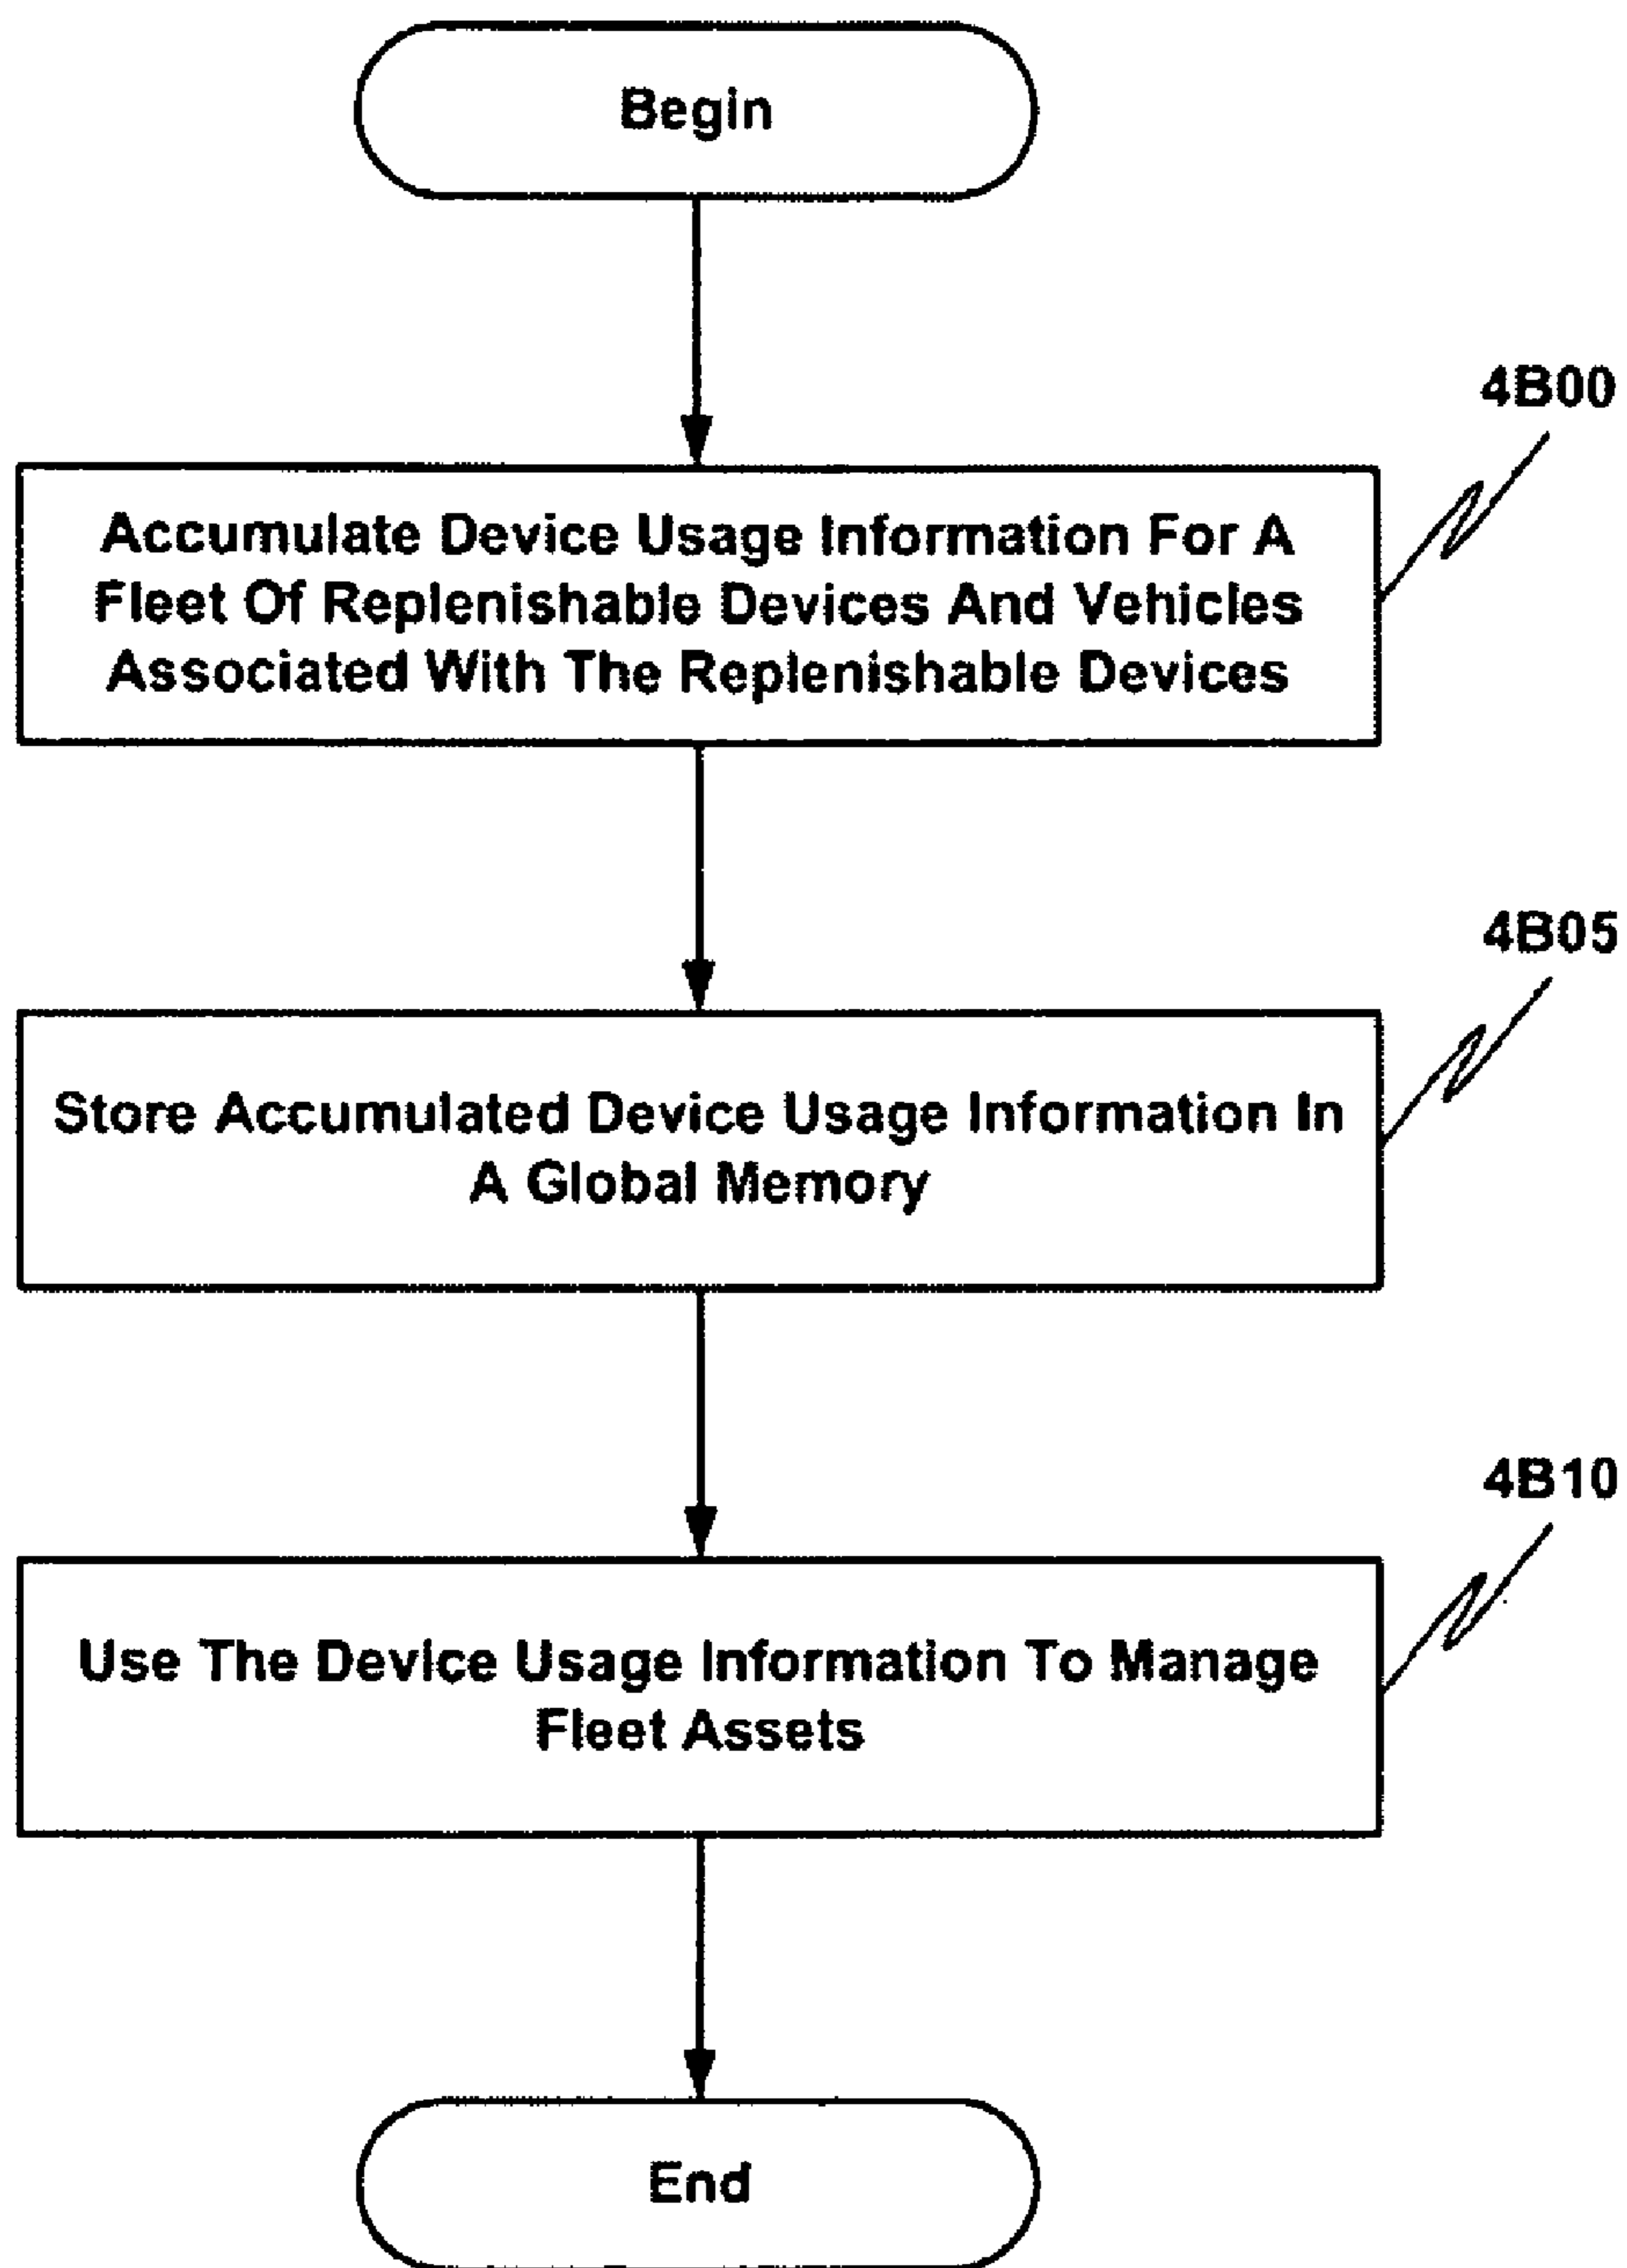 Begin
4B00
Accumulate Device Usage Information For A
Fleet Of Replenishable Devices And Vehicles
Associated With The Replenishable Devices
4B05
Store Accumulated Device Usage Information In
A Global Memory
4B10
Use The Device Usage Information To Manage
Fleet Assets
End